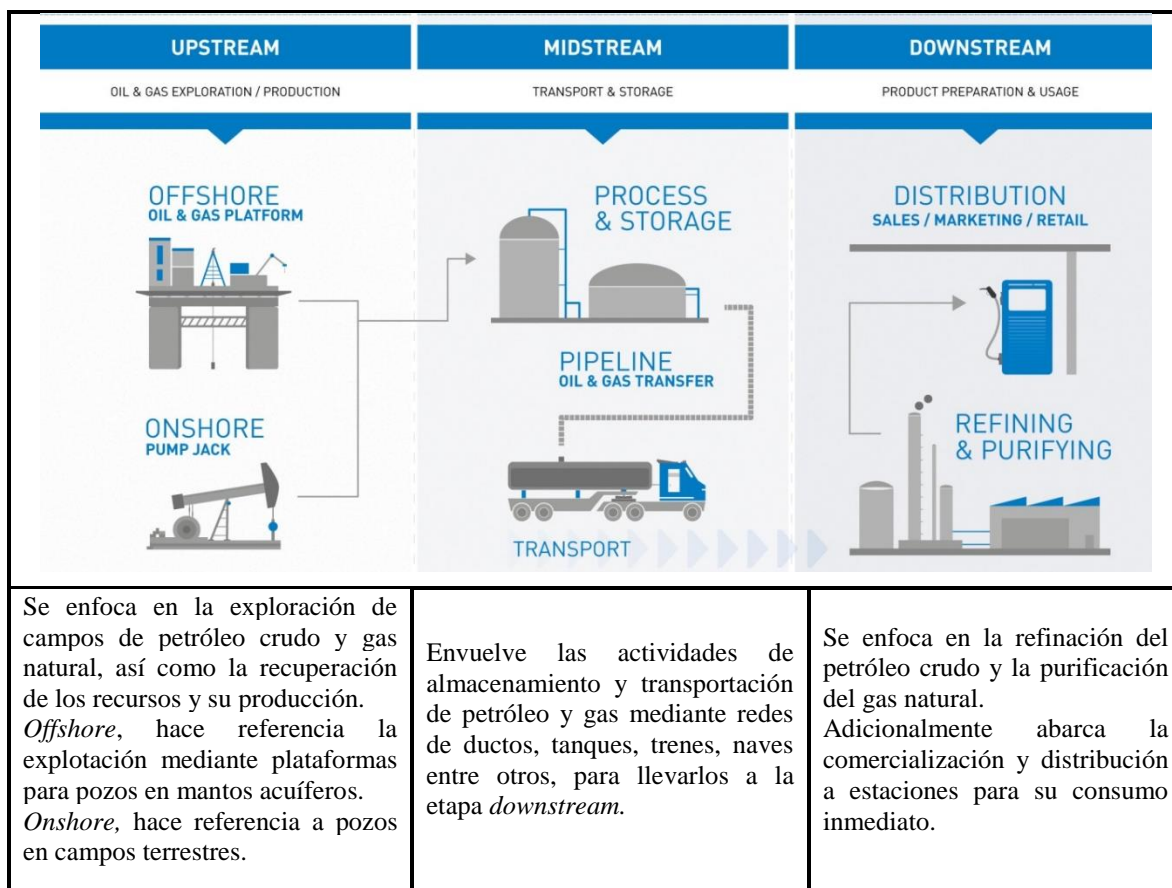 UPSTREAM
OIL & GAS EXPLORATION / PRODUCTION
OFFSHORE
OIL & GAS PLATFORM
ONSHORE
PUMP JACK
MIDSTREAM
TRANSPORT & STORAGE
PROCESS
& STORAGE
PIPELINE
OIL & GAS TRANSFER
TRANSPORT
DOWNSTREAM
PRODUCT PREPARATION & USAGE
DISTRIBUTION
SALES / MARKETING / RETAIL
REFINING
& PURIFYING
Se enfoca en la exploración de
campos de petróleo crudo y gas
natural, así como la recuperación
de los recursos y su producción.
Offshore, hace referencia la
explotación mediante plataformas
para pozos en mantos acuíferos.
Onshore, hace referencia a pozos
en campos terrestres.
Envuelve las actividades de
almacenamiento y transportación
de petróleo y gas mediante redes
de ductos, tanques, trenes, naves
entre otros, para llevarlos a la
etapa downstream.
Se enfoca en la refinación del
petróleo crudo y la purificación
del gas natural.
Adicionalmente abarca la
comercialización y distribución
a estaciones para su consumo
inmediato.